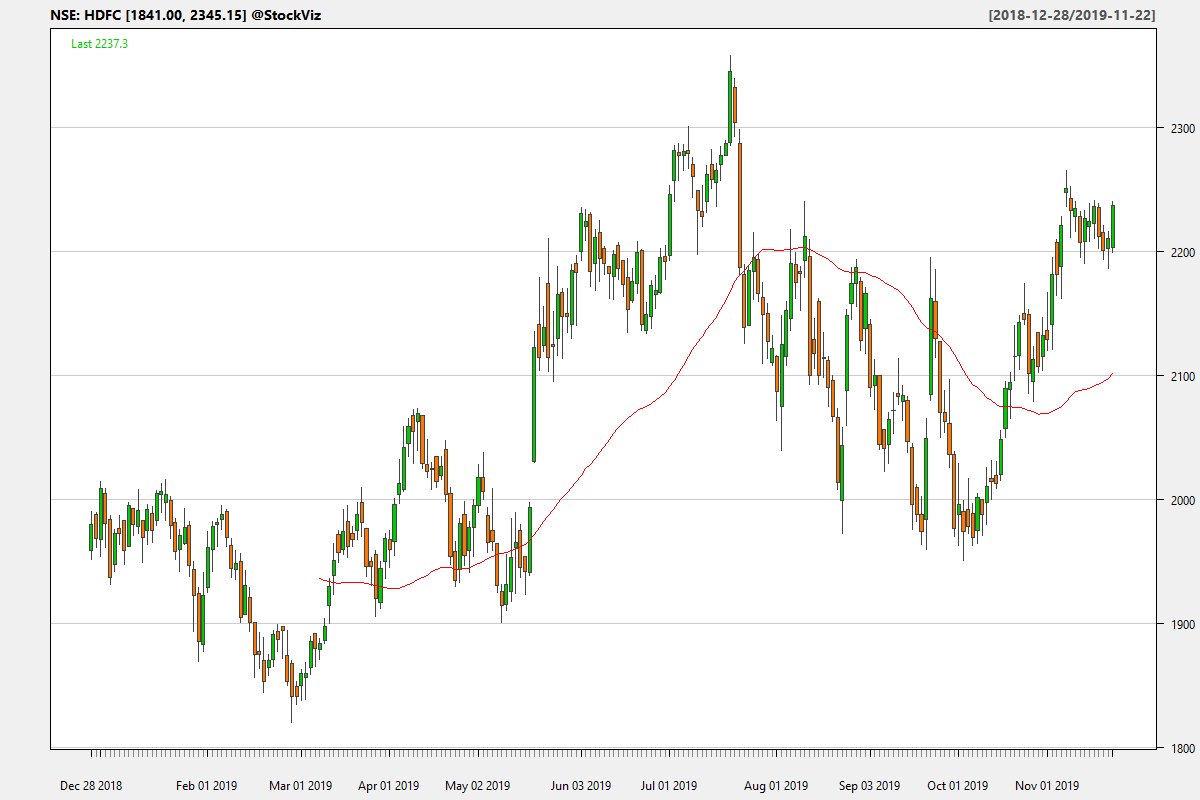 NSE: HDFC [1841.00, 2345.15] @StockViz
[2018-12-28/2019-11-22]
Last 2237.3
2300
2200
2100
2000
1900
1800
Dec 28 2018 Feb 01 2019 Mar 01 2019 Apr 01 2019 May 02 2019 Jun 03 2019 Jul 01 2019 Aug 01 2019 Sep 03 2019 Oct 01 2019 Nov 01 2019